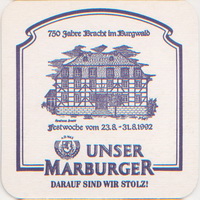 750 Jahre Bracht im Burgwald
Festwoche vom 23.8. - 31.8.1992
UNSER
MARBURGER
DARAUF SIND WIR STOLZ!